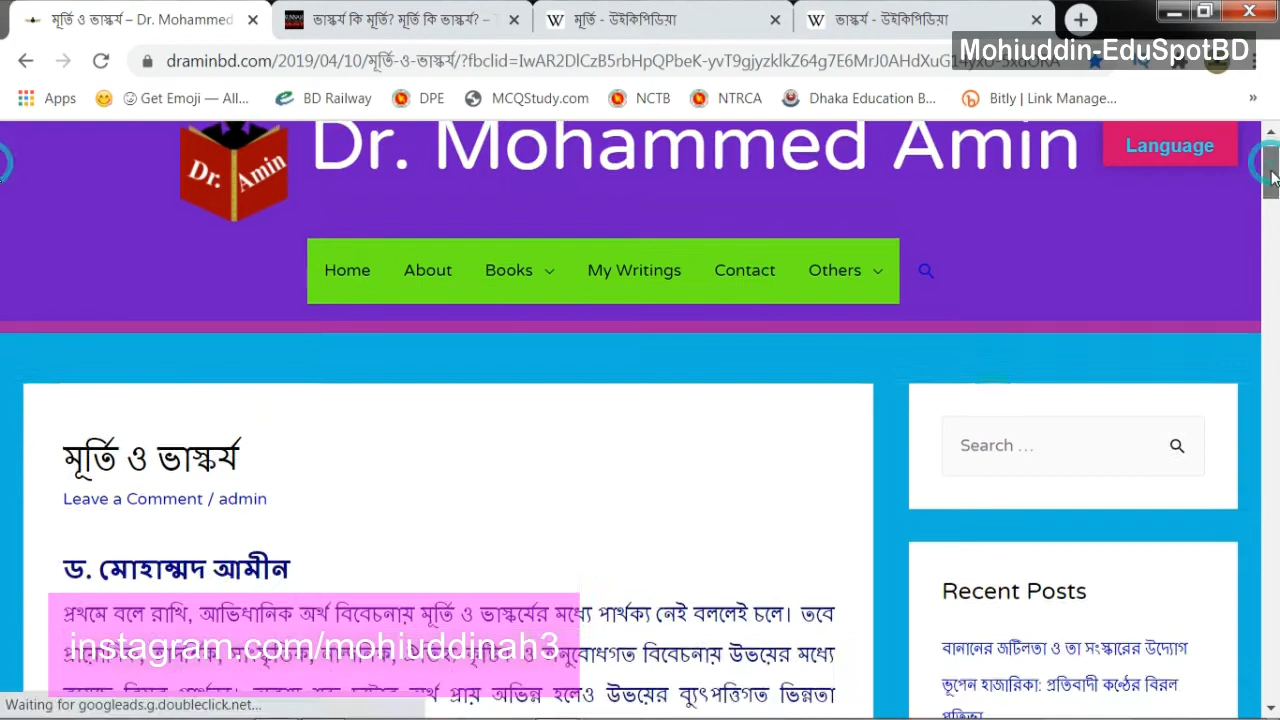 মূর্তি ও ভাস্কর্য – Dr. Mohammed
ভাস্কর্য কি মূর্তি? মূর্তি কি ভাস্কর্য? –
মূর্তি - উইকিপিডিয়া
ভাস্কর্য - উইকিপিডিয়া
Mohiuddin-EduSpotBD
draminbd.com/2019/04/10/মূর্তি-ও-ভাস্কর্য/
Apps
Get Emoji — All...
BD Railway
DPE
MCQStudy.com
NCTB
NTRCA
Dhaka Education B...
Bitly | Link Manage...
Dr. Amin
Dr. Mohammed Amin
Language
Home
About
Books
My Writings
Contact
Others
মূর্তি ও ভাস্কর্য
Leave a Comment / admin
Search …
ড. মোহাম্মদ আমীন
প্রথমে বলে রাখি, আভিধানিক অর্থ বিবেচনায় মূর্তি ও ভাস্কর্যের মধ্যে পার্থক্য নেই বললেই চলে। তবে
instagram.com/mohiuddinah3
বিবেচনায় উভয়ের মধ্যে
অর্থ প্রায় অভিন্ন হলেও উভয়ের ব্যুৎপত্তিগত ভিন্নতা
Recent Posts
বানানের জটিলতা ও তা সংস্কারের উদ্যোগ
ভূপেন হাজারিকা: প্রতিবাদী কণ্ঠের বিরল
প্রতিভা
Waiting for googleads.g.doubleclick.net...